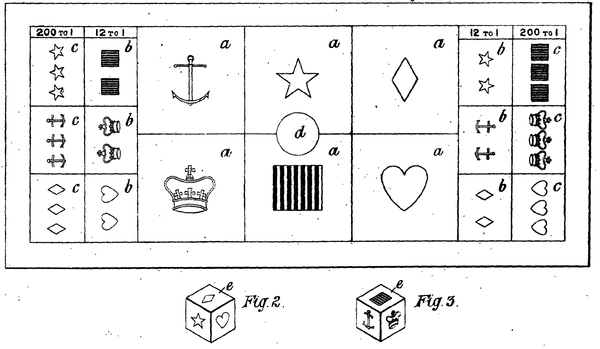 200 TO 1 12 TO 1 12 TO 1 200 TO 1
c b a a a b c
c b d b c
a a a
c b b c
e Fig. 2. e Fig. 3.